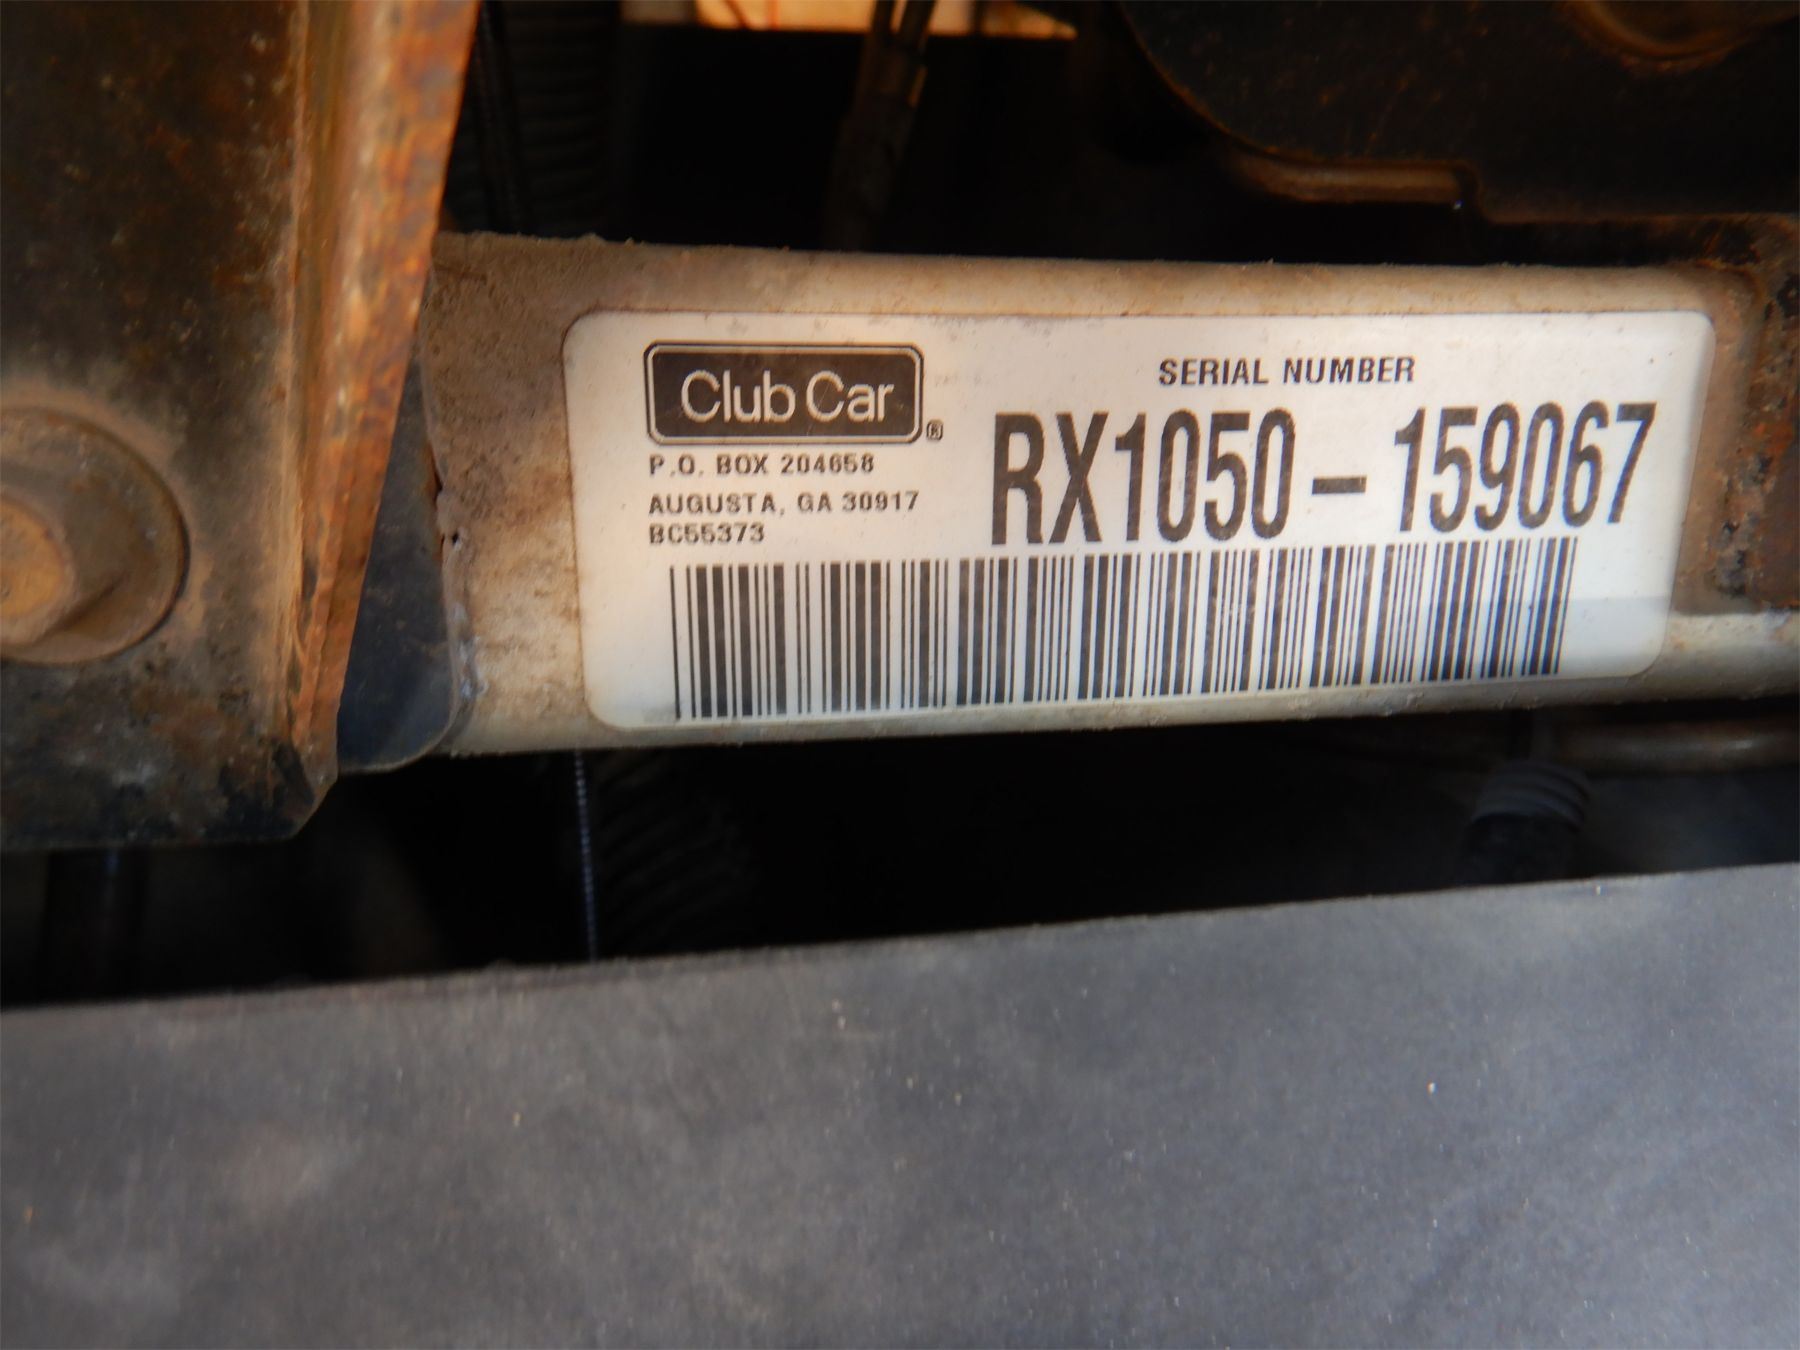 Club Car®
P.O. BOX 204658
AUGUSTA, GA 30917
BC55373
SERIAL NUMBER
RX1050-159067